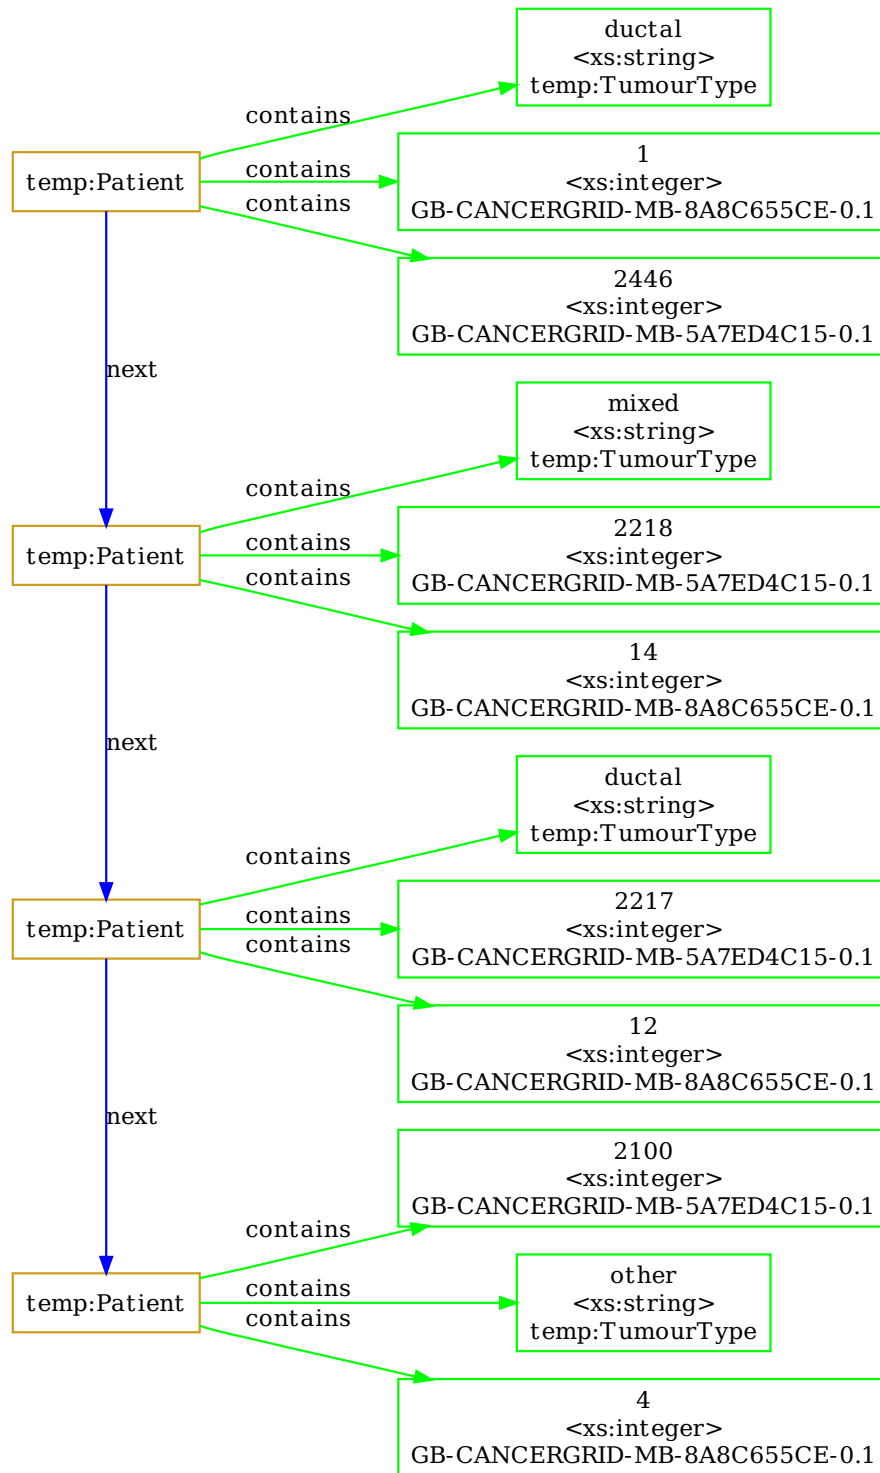 ductal
<xs:string>
temp:TumourType
contains
temp:Patient
contains
1
<xs:integer>
GB-CANCERGRID-MB-8A8C655CE-0.1
contains
2446
<xs:integer>
GB-CANCERGRID-MB-5A7ED4C15-0.1
next
mixed
<xs:string>
temp:TumourType
contains
temp:Patient
contains
2218
<xs:integer>
GB-CANCERGRID-MB-5A7ED4C15-0.1
contains
14
<xs:integer>
GB-CANCERGRID-MB-8A8C655CE-0.1
next
ductal
<xs:string>
temp:TumourType
contains
temp:Patient
contains
2217
<xs:integer>
GB-CANCERGRID-MB-5A7ED4C15-0.1
contains
12
<xs:integer>
GB-CANCERGRID-MB-8A8C655CE-0.1
next
2100
<xs:integer>
GB-CANCERGRID-MB-5A7ED4C15-0.1
contains
temp:Patient
contains
other
<xs:string>
temp:TumourType
contains
4
<xs:integer>
GB-CANCERGRID-MB-8A8C655CE-0.1